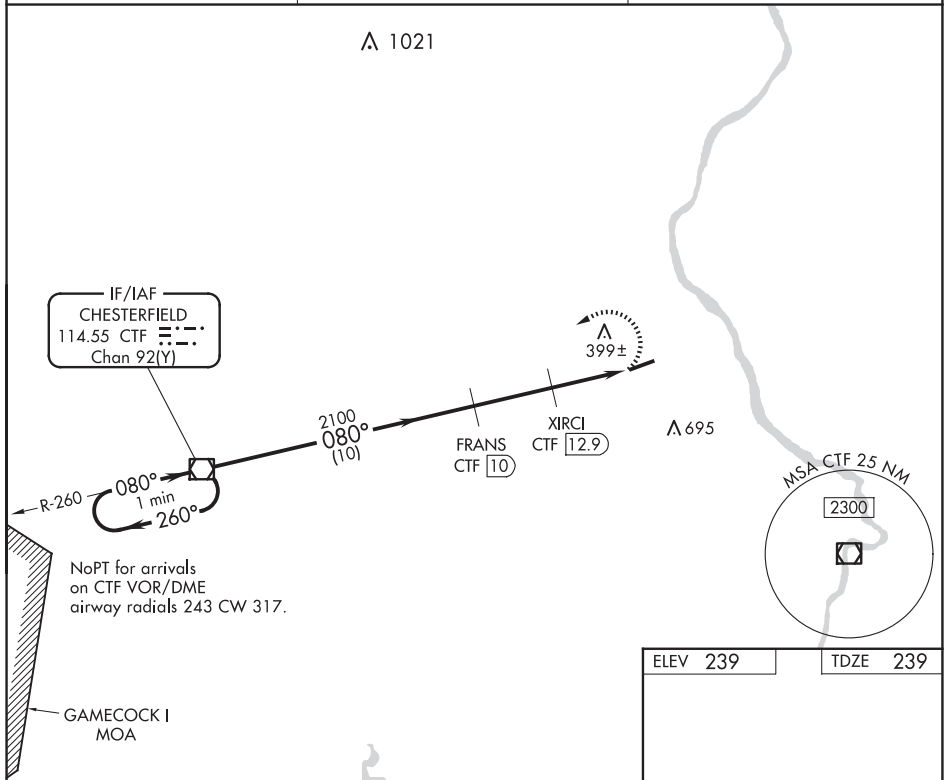 1021
IF/IAF
CHESTERFIELD
114.55 CTF
Chan 92(Y)
399±
2100
080°
(10)
FRANS
CTF 10
XIRCI
CTF 12.9
695
R-260
080°
1 min
260°
MSA CTF 25 NM
2300
NoPT for arrivals
on CTF VOR/DME
airway radials 243 CW 317.
ELEV 239
TDZE 239
GAMECOCK I
MOA